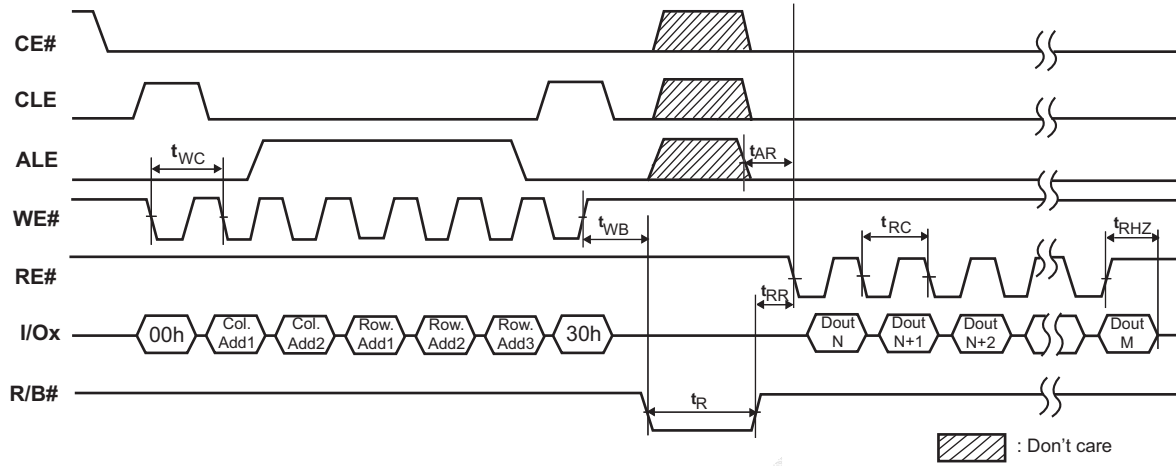 CE#
CLE
ALE
tWC
tAR
WE#
tWB
tRC
tRHZ
RE#
tRR
I/Ox
00h
Col.
Add1
Col.
Add2
Row.
Add1
Row.
Add2
Row.
Add3
30h
Dout
N
Dout
N+1
Dout
N+2
Dout
M
R/B#
tR
: Don't care